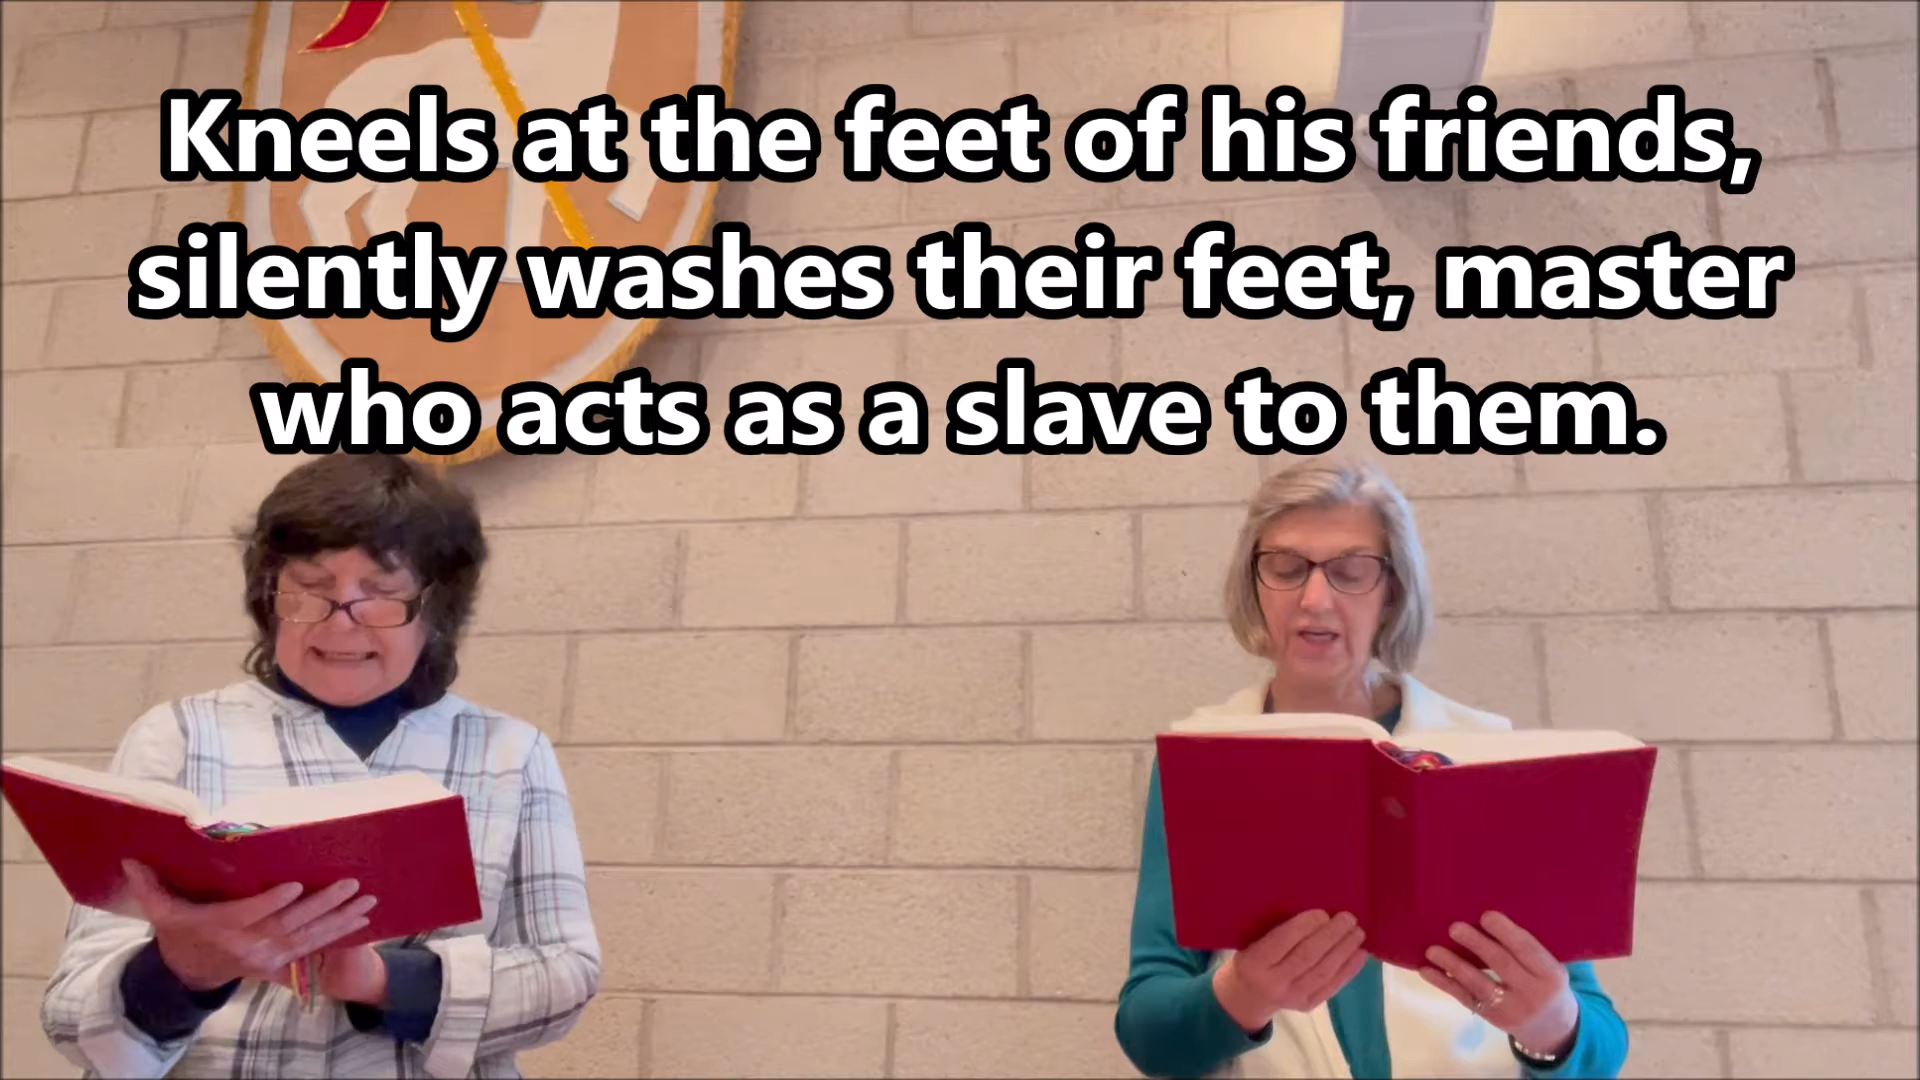 Kneels at the feet of his friends,
silently washes their feet, master
who acts as a slave to them.